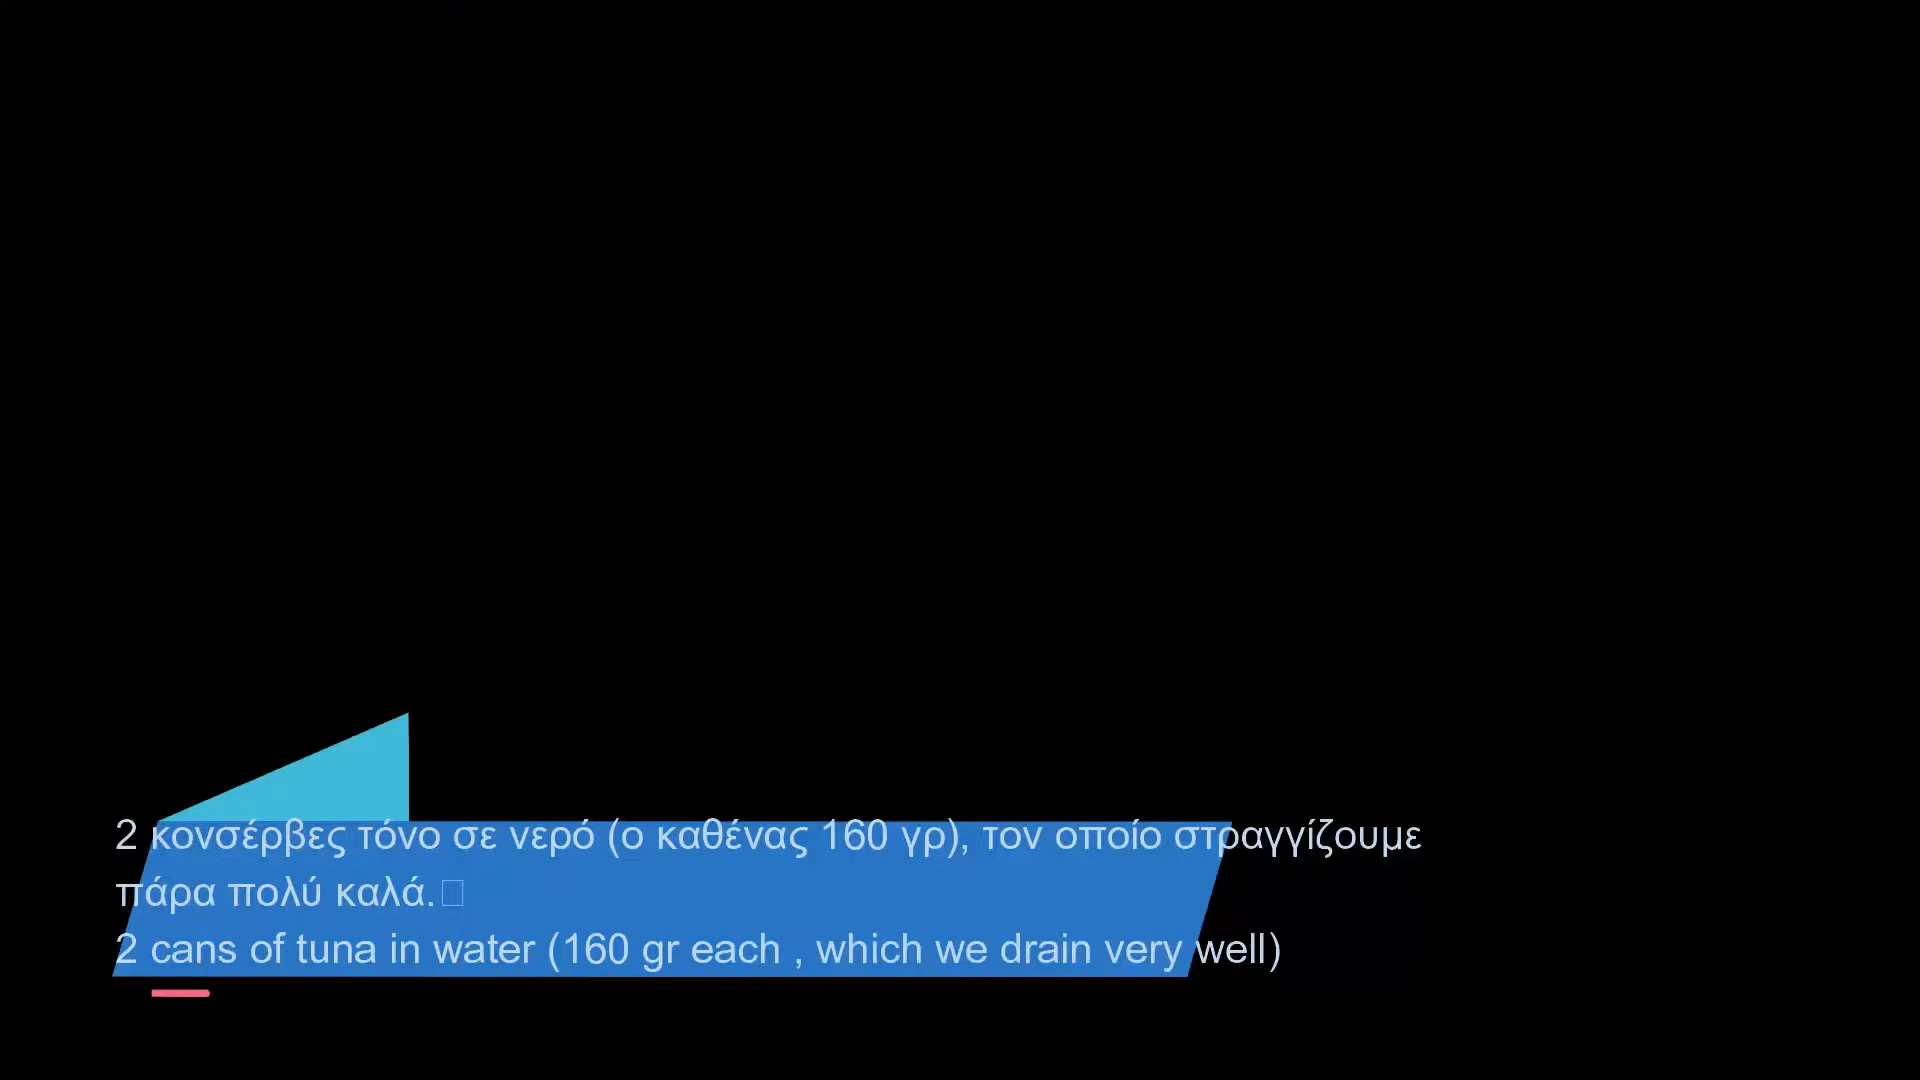 2 κονσέρβες τόνο σε νερό (ο καθένας 160 γρ), τον οποίο στραγγίζουμε
πάρα πολύ καλά.
2 cans of tuna in water (160 gr each , which we drain very well)